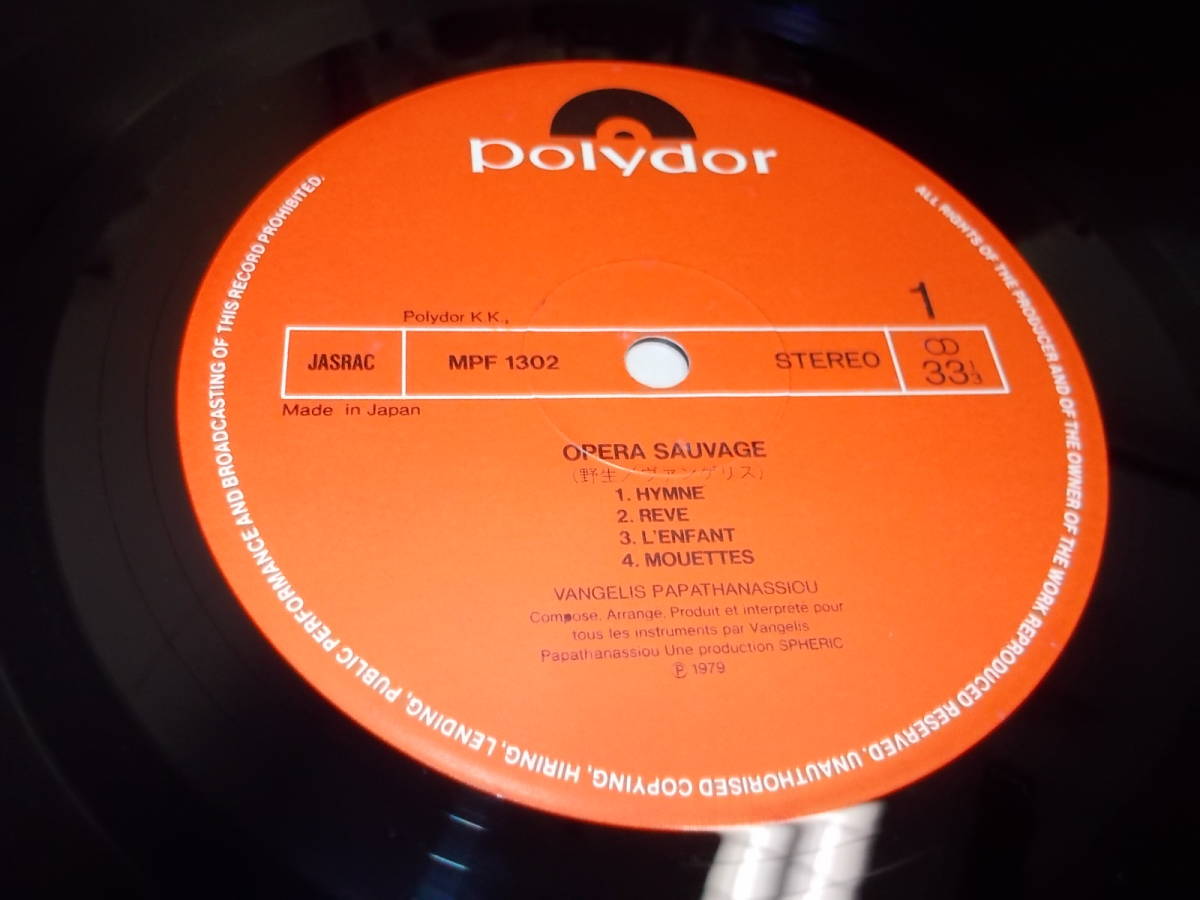 polydor
ALL RIGHTS OF THE PRODUCER AND OF THE OWNER OF THE WORK REPRODUCED RESERVED. UNAUTHORISED COPYING, HIRING, LENDING, PUBLIC PERFORMANCE AND BROADCASTING OF THIS RECORD PROHIBITED.
1
Polydor K.K.,
JASRAC MPF 1302 STEREO 33 1/3
Made in Japan
OPERA SAUVAGE
(野生/ヴァンゲリス)
1. HYMNE
2. REVE
3. L'ENFANT
4. MOUETTES
VANGELIS PAPATHANASSIOU
Compose. Arrange. Produit et interprété pour
tous les instruments par Vangelis
Papathanassiou Une production SPHERIC
℗ 1979